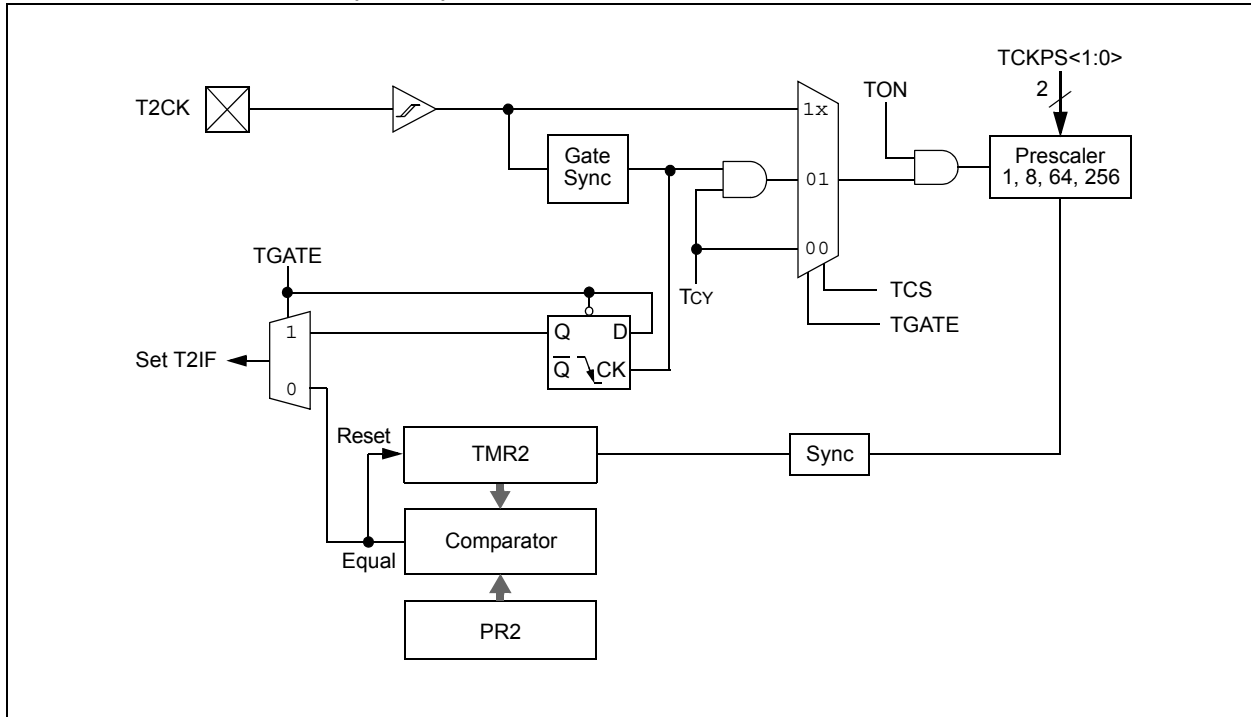 TCKPS<1:0>
2
T2CK
1x
TON
Prescaler
1, 8, 64, 256
Gate
Sync
01
00
TGATE
TCY
TCS
TGATE
1
Q
D
Set T2IF
Q
CK
0
Reset
TMR2
Sync
Comparator
Equal
PR2